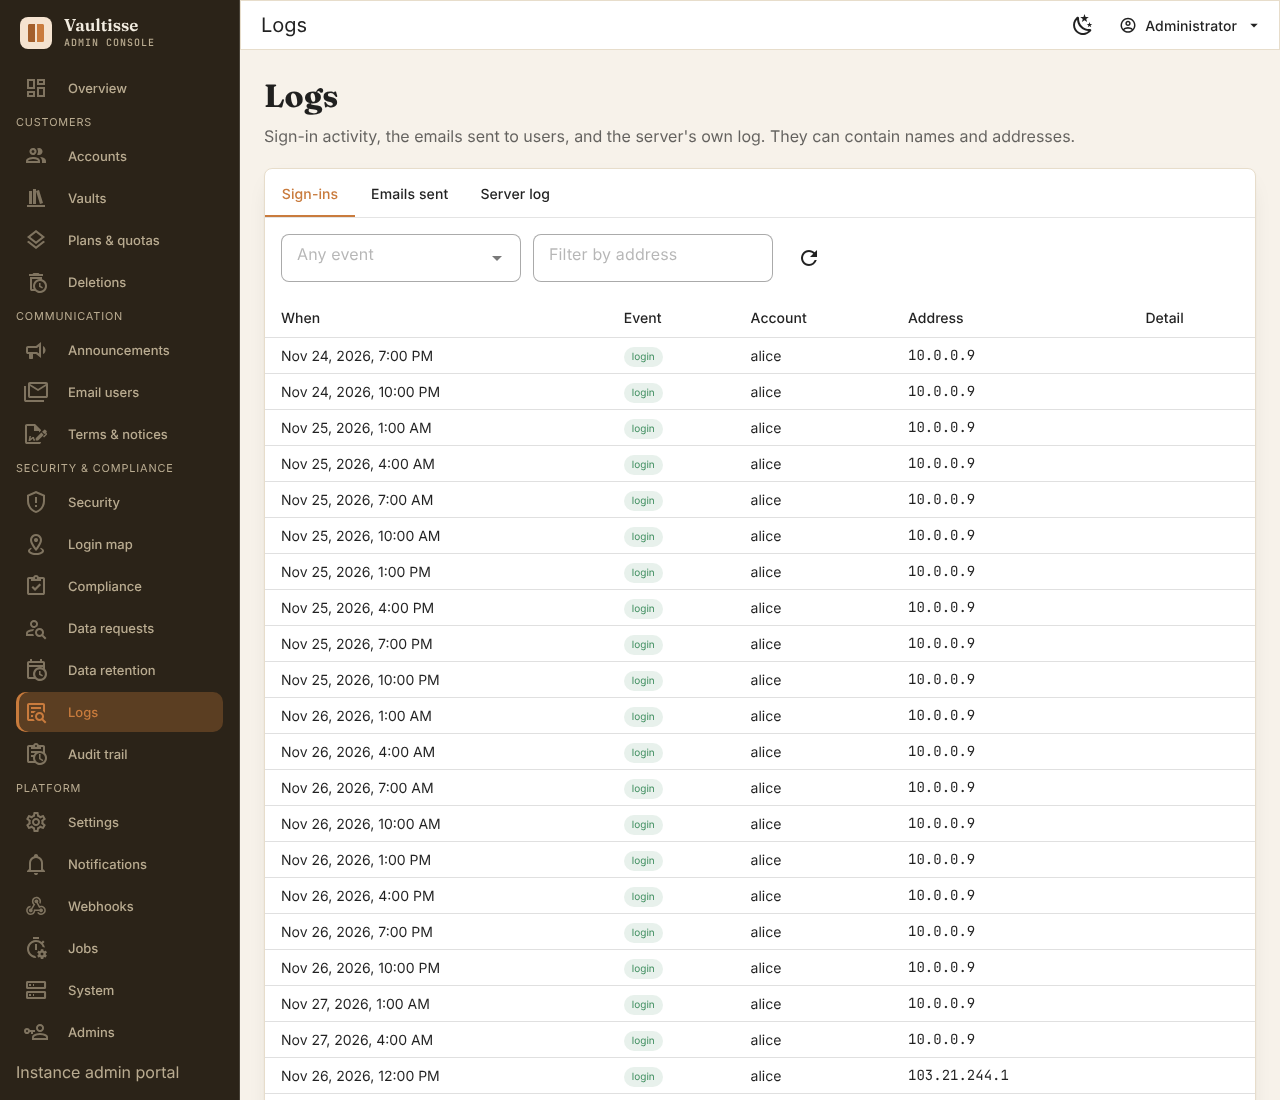 Vaultisse
ADMIN CONSOLE
Overview
CUSTOMERS
Accounts
Vaults
Plans & quotas
Deletions
COMMUNICATION
Announcements
Email users
Terms & notices
SECURITY & COMPLIANCE
Security
Login map
Compliance
Data requests
Data retention
Logs
Audit trail
PLATFORM
Settings
Notifications
Webhooks
Jobs
System
Admins
Instance admin portal
Logs
Administrator
Logs
Sign-in activity, the emails sent to users, and the server's own log. They can contain names and addresses.
Sign-ins Emails sent Server log
Any event Filter by address
When Event Account Address Detail
Nov 24, 2026, 7:00 PM login alice 10.0.0.9
Nov 24, 2026, 10:00 PM login alice 10.0.0.9
Nov 25, 2026, 1:00 AM login alice 10.0.0.9
Nov 25, 2026, 4:00 AM login alice 10.0.0.9
Nov 25, 2026, 7:00 AM login alice 10.0.0.9
Nov 25, 2026, 10:00 AM login alice 10.0.0.9
Nov 25, 2026, 1:00 PM login alice 10.0.0.9
Nov 25, 2026, 4:00 PM login alice 10.0.0.9
Nov 25, 2026, 7:00 PM login alice 10.0.0.9
Nov 25, 2026, 10:00 PM login alice 10.0.0.9
Nov 26, 2026, 1:00 AM login alice 10.0.0.9
Nov 26, 2026, 4:00 AM login alice 10.0.0.9
Nov 26, 2026, 7:00 AM login alice 10.0.0.9
Nov 26, 2026, 10:00 AM login alice 10.0.0.9
Nov 26, 2026, 1:00 PM login alice 10.0.0.9
Nov 26, 2026, 4:00 PM login alice 10.0.0.9
Nov 26, 2026, 7:00 PM login alice 10.0.0.9
Nov 26, 2026, 10:00 PM login alice 10.0.0.9
Nov 27, 2026, 1:00 AM login alice 10.0.0.9
Nov 27, 2026, 4:00 AM login alice 10.0.0.9
Nov 26, 2026, 12:00 PM login alice 103.21.244.1